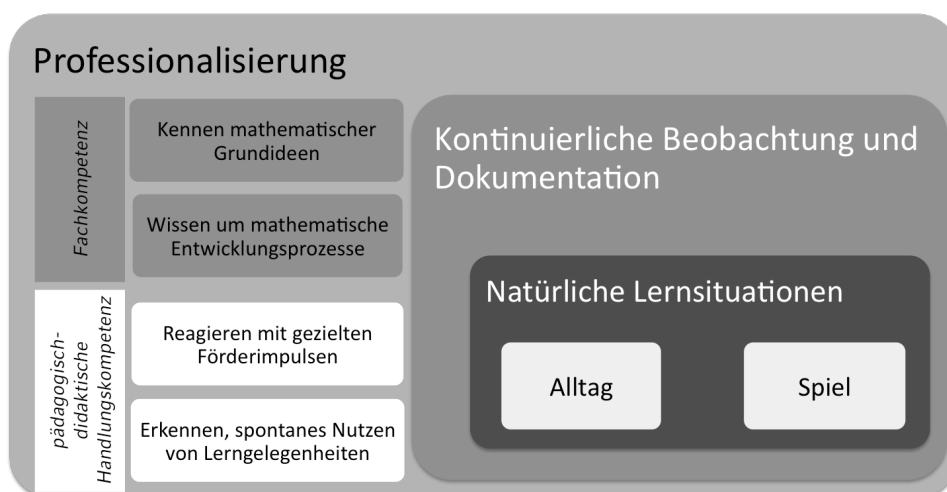 Professionalisierung
Fachkompetenz
Kennen mathematischer
Grundideen
Wissen um mathematische
Entwicklungsprozesse
pädagogisch-
didaktische
Handlungskompetenz
Reagieren mit gezielten
Förderimpulsen
Erkennen, spontanes Nutzen
von Lerngelegenheiten
Kontinuierliche Beobachtung und
Dokumentation
Natürliche Lernsituationen
Alltag
Spiel